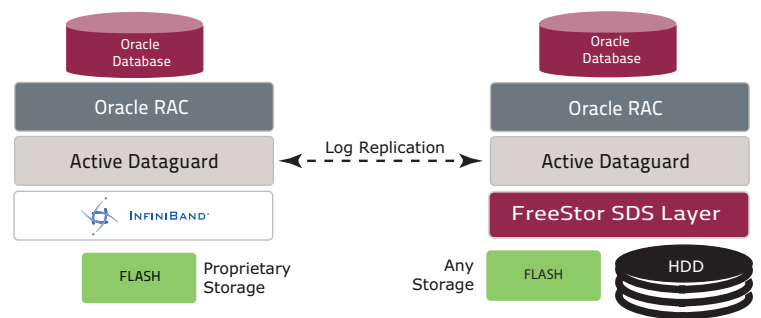 Oracle
Database
Oracle RAC
Active Dataguard
INFINIBAND
FLASH
Proprietary
Storage
Log Replication
Oracle
Database
Oracle RAC
Active Dataguard
FreeStor SDS Layer
Any
Storage
FLASH
HDD